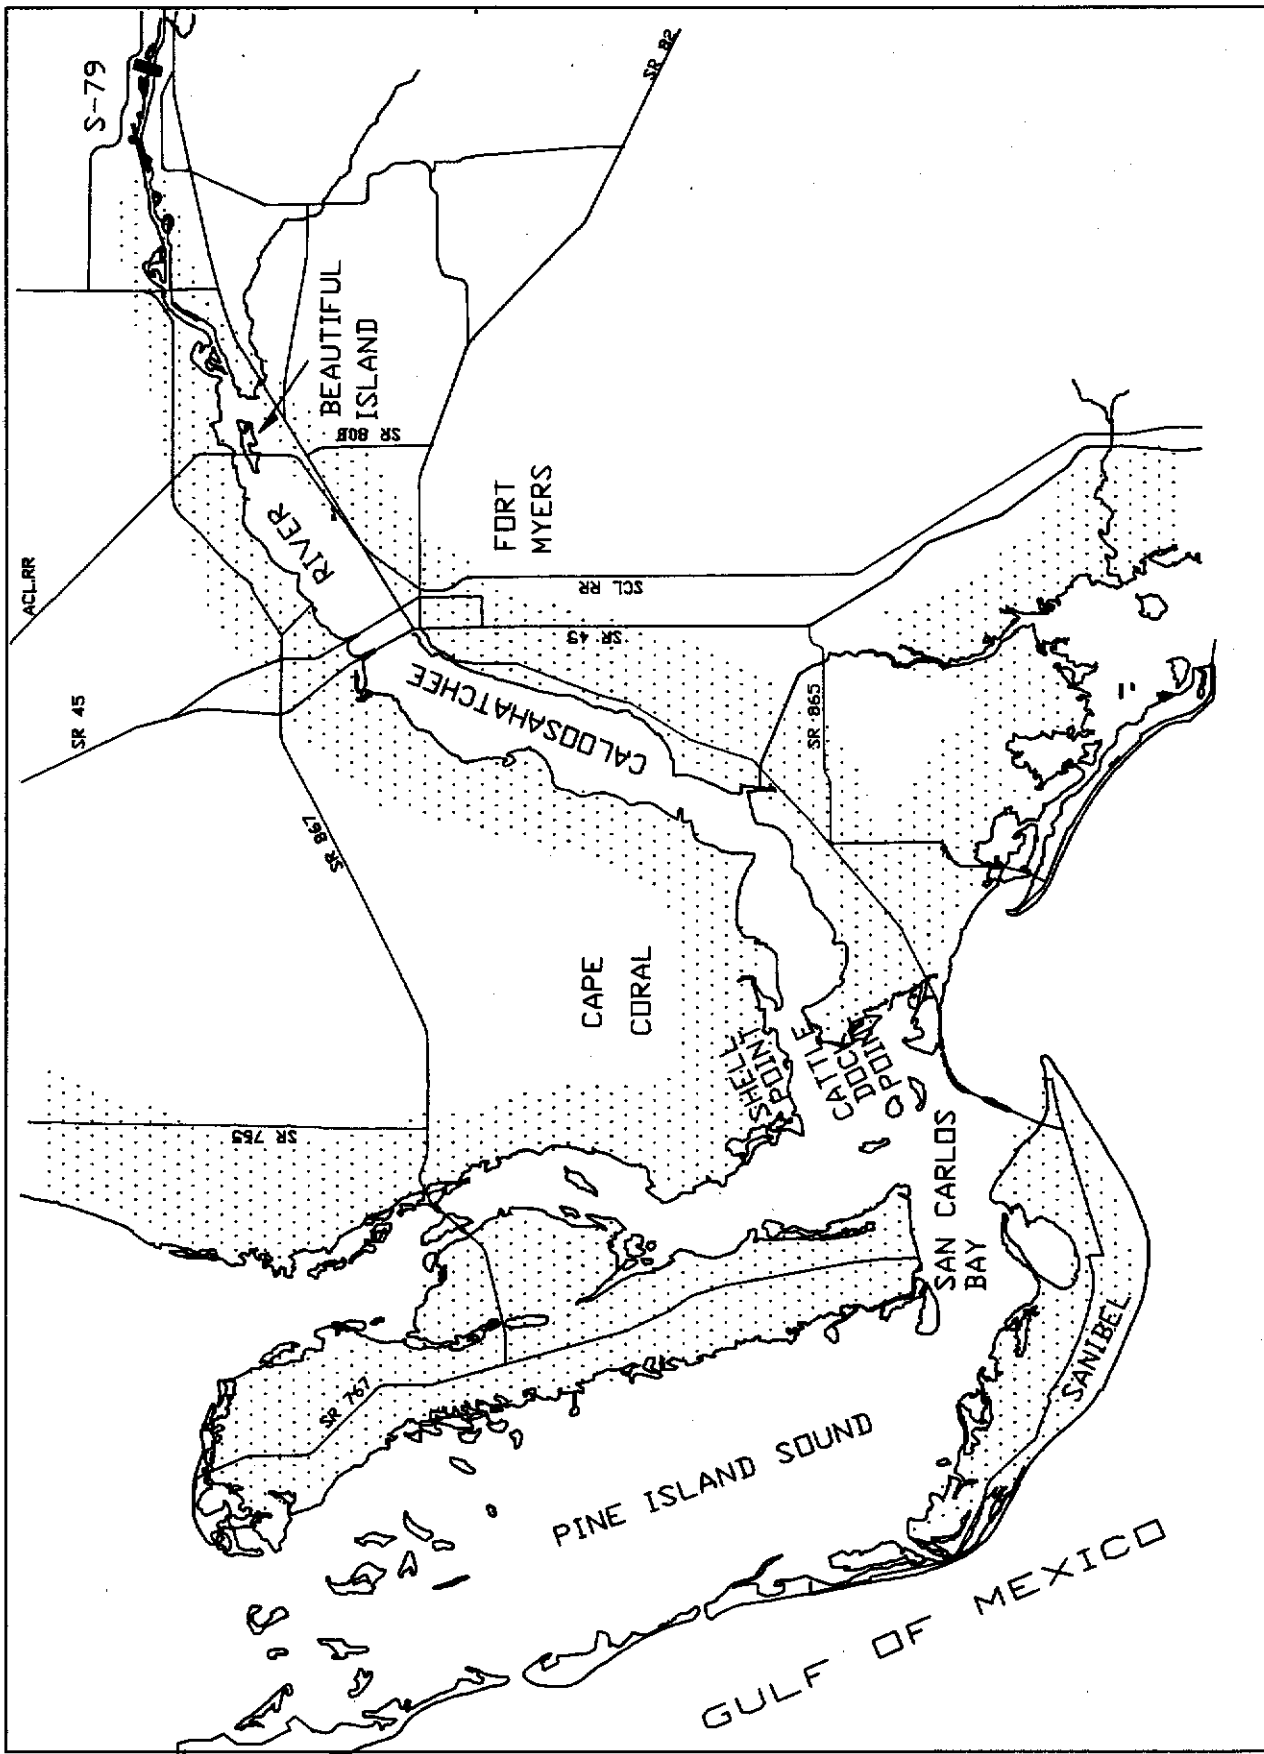 S-79
SR 82
BEAUTIFUL
ISLAND
SR 80B
ACL.RR
RIVER
FORT
MYERS
SCL RR
SR 45
SR 45
CALOOSAHATCHEE
SR 865
SR 867
CAPE
CORAL
SHELL
POINT
CATTLE
DOCK
POINT
SR 765
SAN CARLOS
BAY
SR 767
SANIBEL
PINE ISLAND SOUND
GULF OF MEXICO